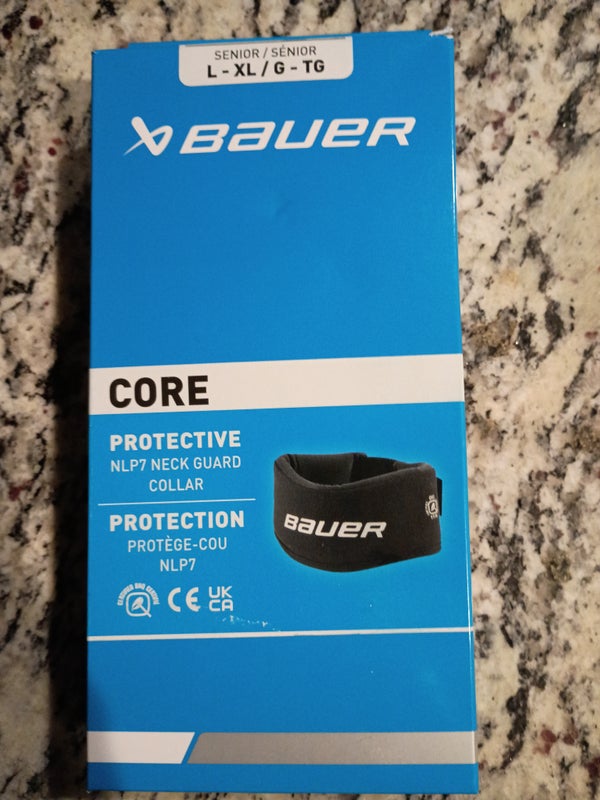 SENIOR / SÉNIOR
L - XL / G - TG
BAUER
CORE
PROTECTIVE
NLP7 NECK GUARD
COLLAR
PROTECTION
PROTÈGE-COU
NLP7
BAUER
CE UK
CA